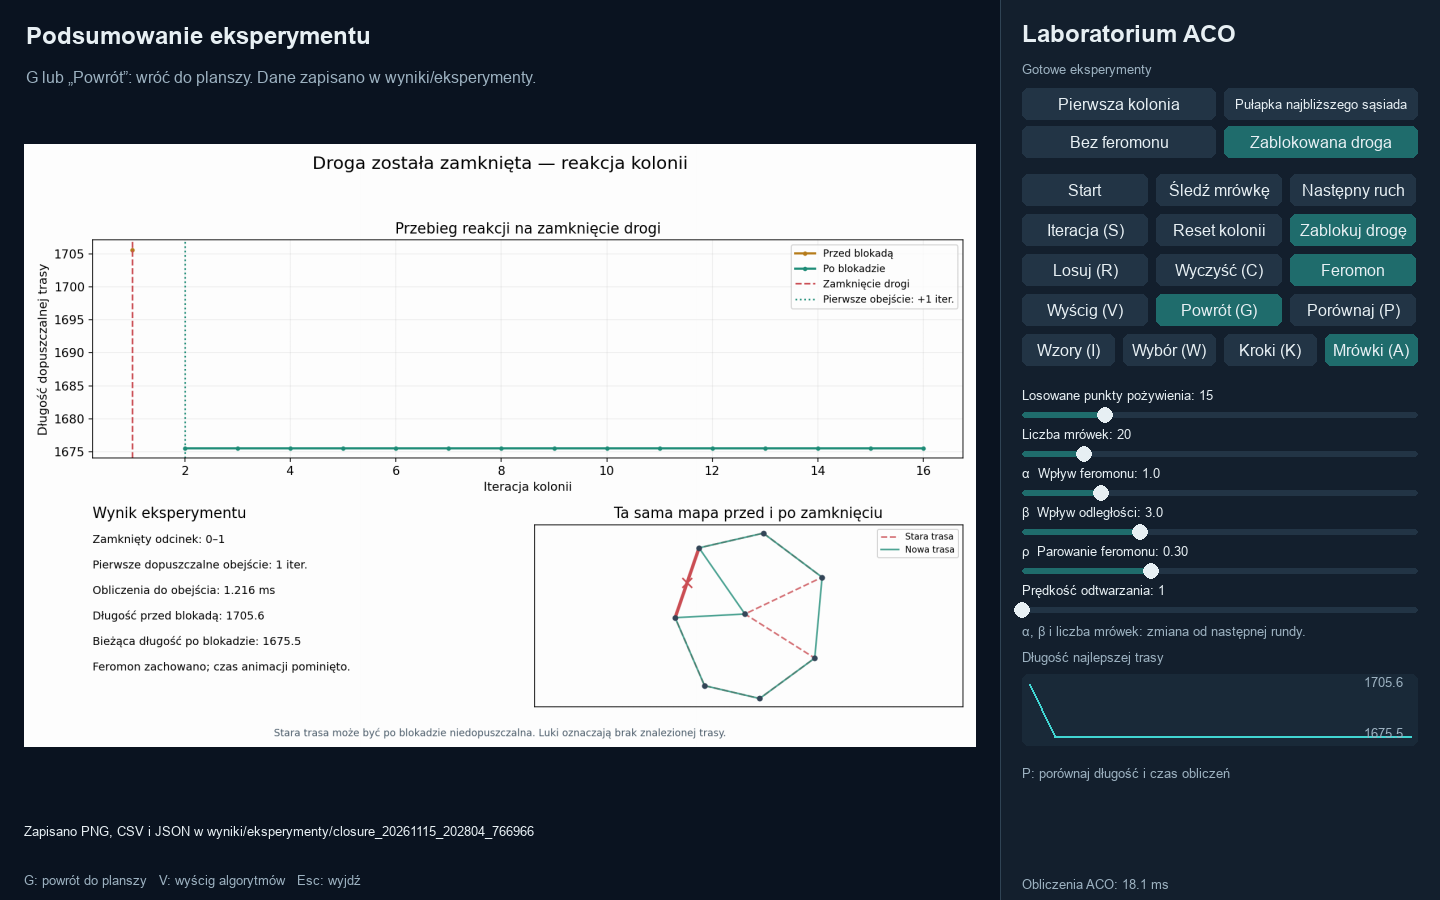 Podsumowanie eksperymentu
G lub „Powrót”: wróć do planszy. Dane zapisano w wyniki/eksperymenty.
Droga została zamknięta — reakcja kolonii
Przebieg reakcji na zamknięcie drogi
Długość dopuszczalnej trasy
1705
1700
1695
1690
1685
1680
1675
Przed blokadą
Po blokadzie
Zamknięcie drogi
Pierwsze obejście: +1 iter.
2 4 6 8 10 12 14 16
Iteracja kolonii
Wynik eksperymentu
Zamknięty odcinek: 0–1
Pierwsze dopuszczalne obejście: 1 iter.
Obliczenia do obejścia: 1.216 ms
Długość przed blokadą: 1705.6
Bieżąca długość po blokadzie: 1675.5
Feromon zachowano; czas animacji pominięto.
Ta sama mapa przed i po zamknięciu
Stara trasa
Nowa trasa
Stara trasa może być po blokadzie niedopuszczalna. Luki oznaczają brak znalezionej trasy.
Zapisano PNG, CSV i JSON w wyniki/eksperymenty/closure_20261115_202804_766966
G: powrót do planszy V: wyścig algorytmów Esc: wyjdź
Laboratorium ACO
Gotowe eksperymenty
Pierwsza kolonia Pułapka najbliższego sąsiada
Bez feromonu Zablokowana droga
Start Śledź mrówkę Następny ruch
Iteracja (S) Reset kolonii Zablokuj drogę
Losuj (R) Wyczyść (C) Feromon
Wyścig (V) Powrót (G) Porównaj (P)
Wzory (I) Wybór (W) Kroki (K) Mrówki (A)
Losowane punkty pożywienia: 15
Liczba mrówek: 20
α Wpływ feromonu: 1.0
β Wpływ odległości: 3.0
ρ Parowanie feromonu: 0.30
Prędkość odtwarzania: 1
α, β i liczba mrówek: zmiana od następnej rundy.
Długość najlepszej trasy
1705.6
1675.5
P: porównaj długość i czas obliczeń
Obliczenia ACO: 18.1 ms